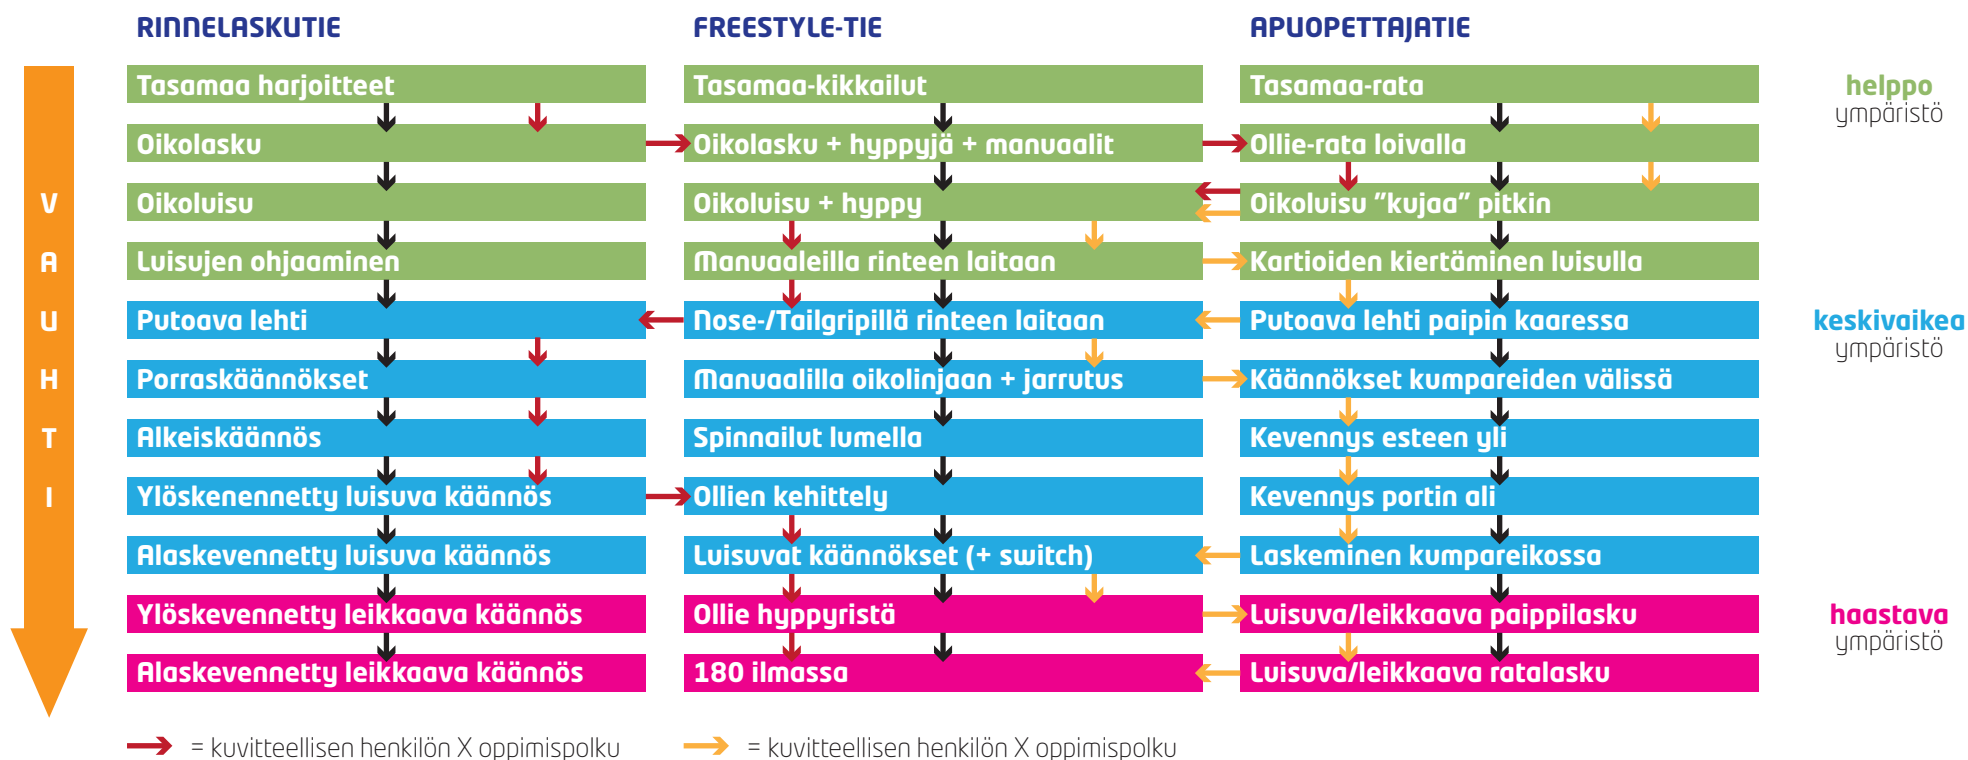 RINNELASKUTIE
FREESTYLE-TIE
APUOPETTAJATIE
Tasamaa harjoitteet
Tasamaa-kikkailut
Tasamaa-rata
helppo
ympäristö
Oikolasku
Oikolasku + hyppyjä + manuaalit
Ollie-rata loivalla
Oikoluisu
Oikoluisu + hyppy
Oikoluisu ”kujaa” pitkin
Luisujen ohjaaminen
Manuaaleilla rinteen laitaan
Kartioiden kiertäminen luisulla
Putoava lehti
Nose-/Tailgripillä rinteen laitaan
Putoava lehti paipin kaaressa
keskivaikea
ympäristö
Porraskäännökset
Manuaalilla oikolinjaan + jarrutus
Käännökset kumpareiden välissä
Alkeiskäännös
Spinnailut lumella
Kevennys esteen yli
Ylöskenennetty luisuva käännös
Ollien kehittely
Kevennys portin ali
Alaskevennetty luisuva käännös
Luisuvat käännökset (+ switch)
Laskeminen kumpareikossa
Ylöskevennetty leikkaava käännös
Ollie hyppyristä
Luisuva/leikkaava paippilasku
haastava
ympäristö
Alaskevennetty leikkaava käännös
180 ilmassa
Luisuva/leikkaava ratalasku
V
A
U
H
T
I
= kuvitteellisen henkilön X oppimispolku
= kuvitteellisen henkilön X oppimispolku